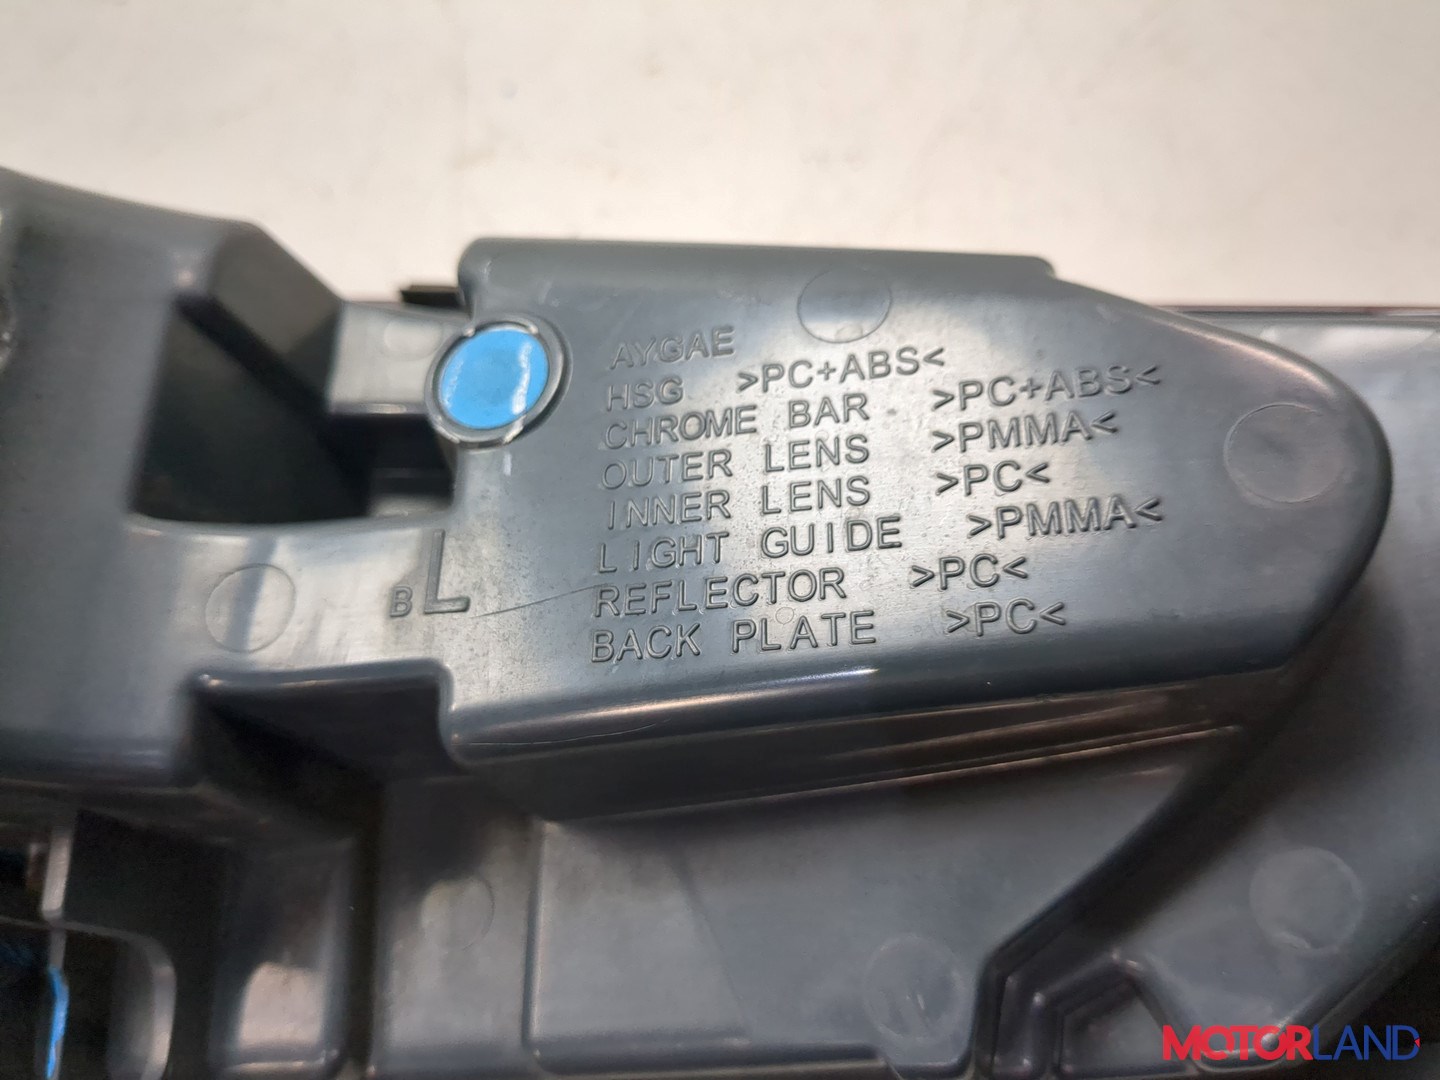 AYGAE
HSG >PC+ABS<
CHROME BAR >PC+ABS<
OUTER LENS >PMMA<
INNER LENS >PC<
LIGHT GUIDE >PMMA<
REFLECTOR >PC<
BACK PLATE >PC<
BL
MOTORLAND